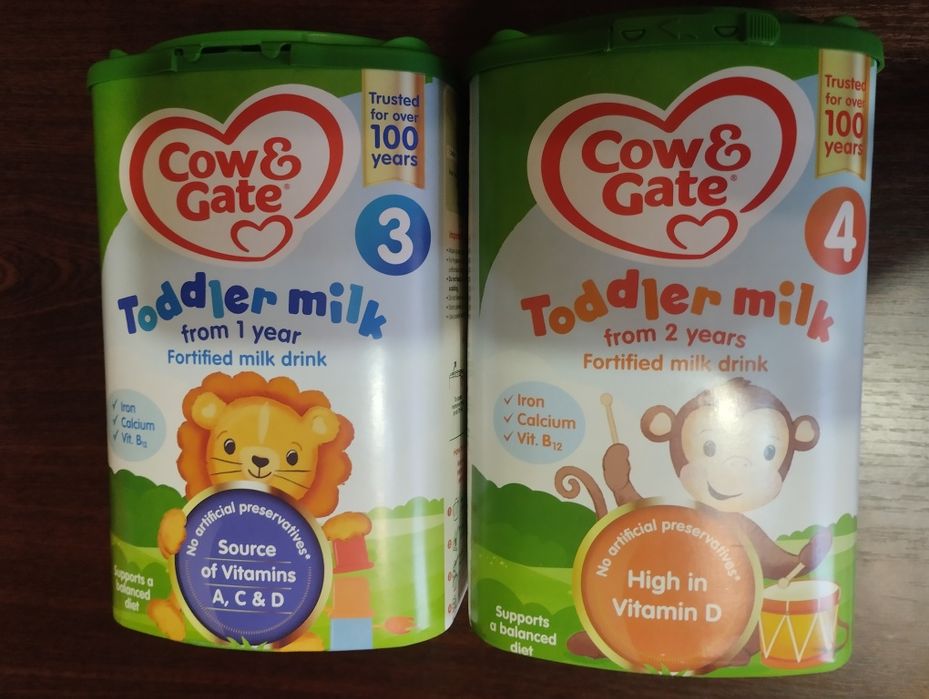 Trusted
for over
100
years
Cow &
Gate®
3
Toddler milk
from 1 year
Fortified milk drink
✓ Iron
✓ Calcium
✓ Vit. B12
No artificial preservatives*
Source
of Vitamins
A, C & D
Supports a
balanced
diet
Trusted
for over
100
years
Cow &
Gate®
4
Toddler milk
from 2 years
Fortified milk drink
✓ Iron
✓ Calcium
✓ Vit. B12
No artificial preservatives*
High in
Vitamin D
Supports
a balanced
diet